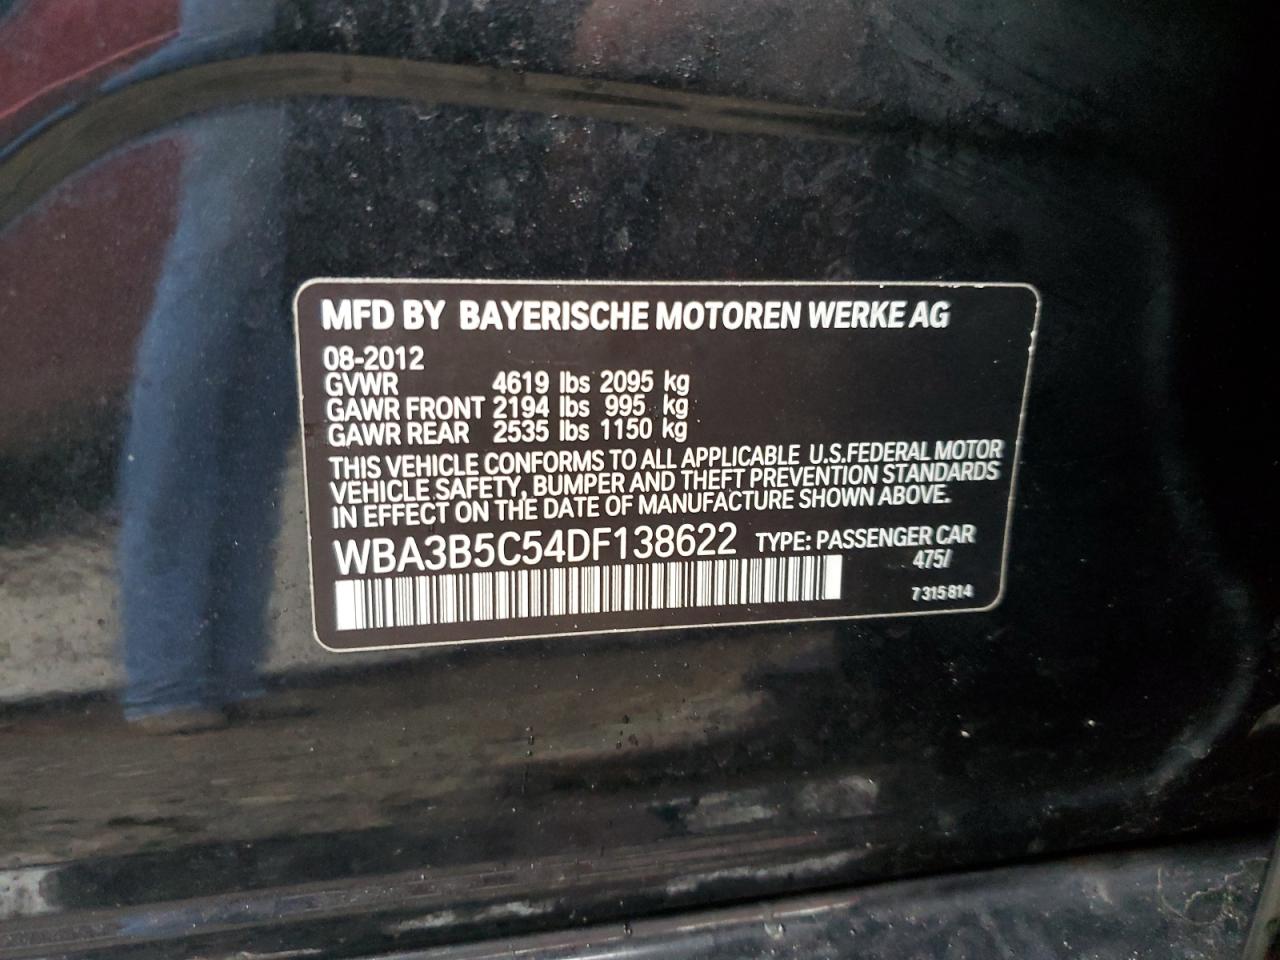 MFD BY BAYERISCHE MOTOREN WERKE AG
08-2012
GVWR 4619 lbs 2095 kg
GAWR FRONT 2194 lbs 995 kg
GAWR REAR 2535 lbs 1150 kg
THIS VEHICLE CONFORMS TO ALL APPLICABLE U.S.FEDERAL MOTOR
VEHICLE SAFETY, BUMPER AND THEFT PREVENTION STANDARDS
IN EFFECT ON THE DATE OF MANUFACTURE SHOWN ABOVE.
WBA3B5C54DF138622 TYPE: PASSENGER CAR
475/
7 315 814